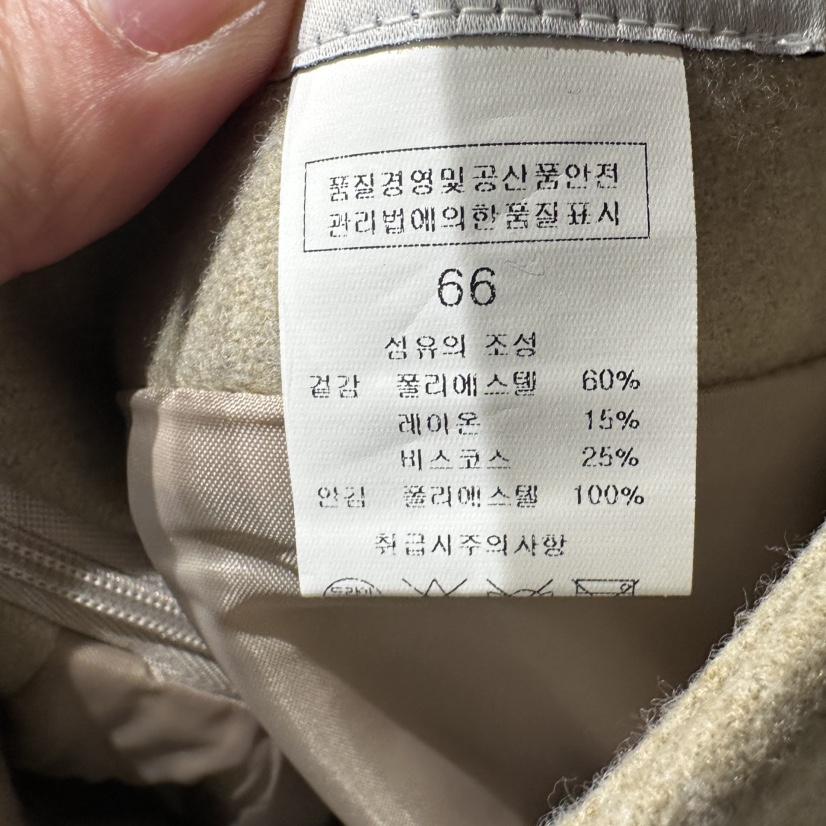 품질경영및공산품안전
관리법에의한품질표시
66
섬유의 조성
겉감 폴리에스텔 60%
레이온 15%
비스코스 25%
안감 폴리에스텔 100%
취급시주의사항
드라이